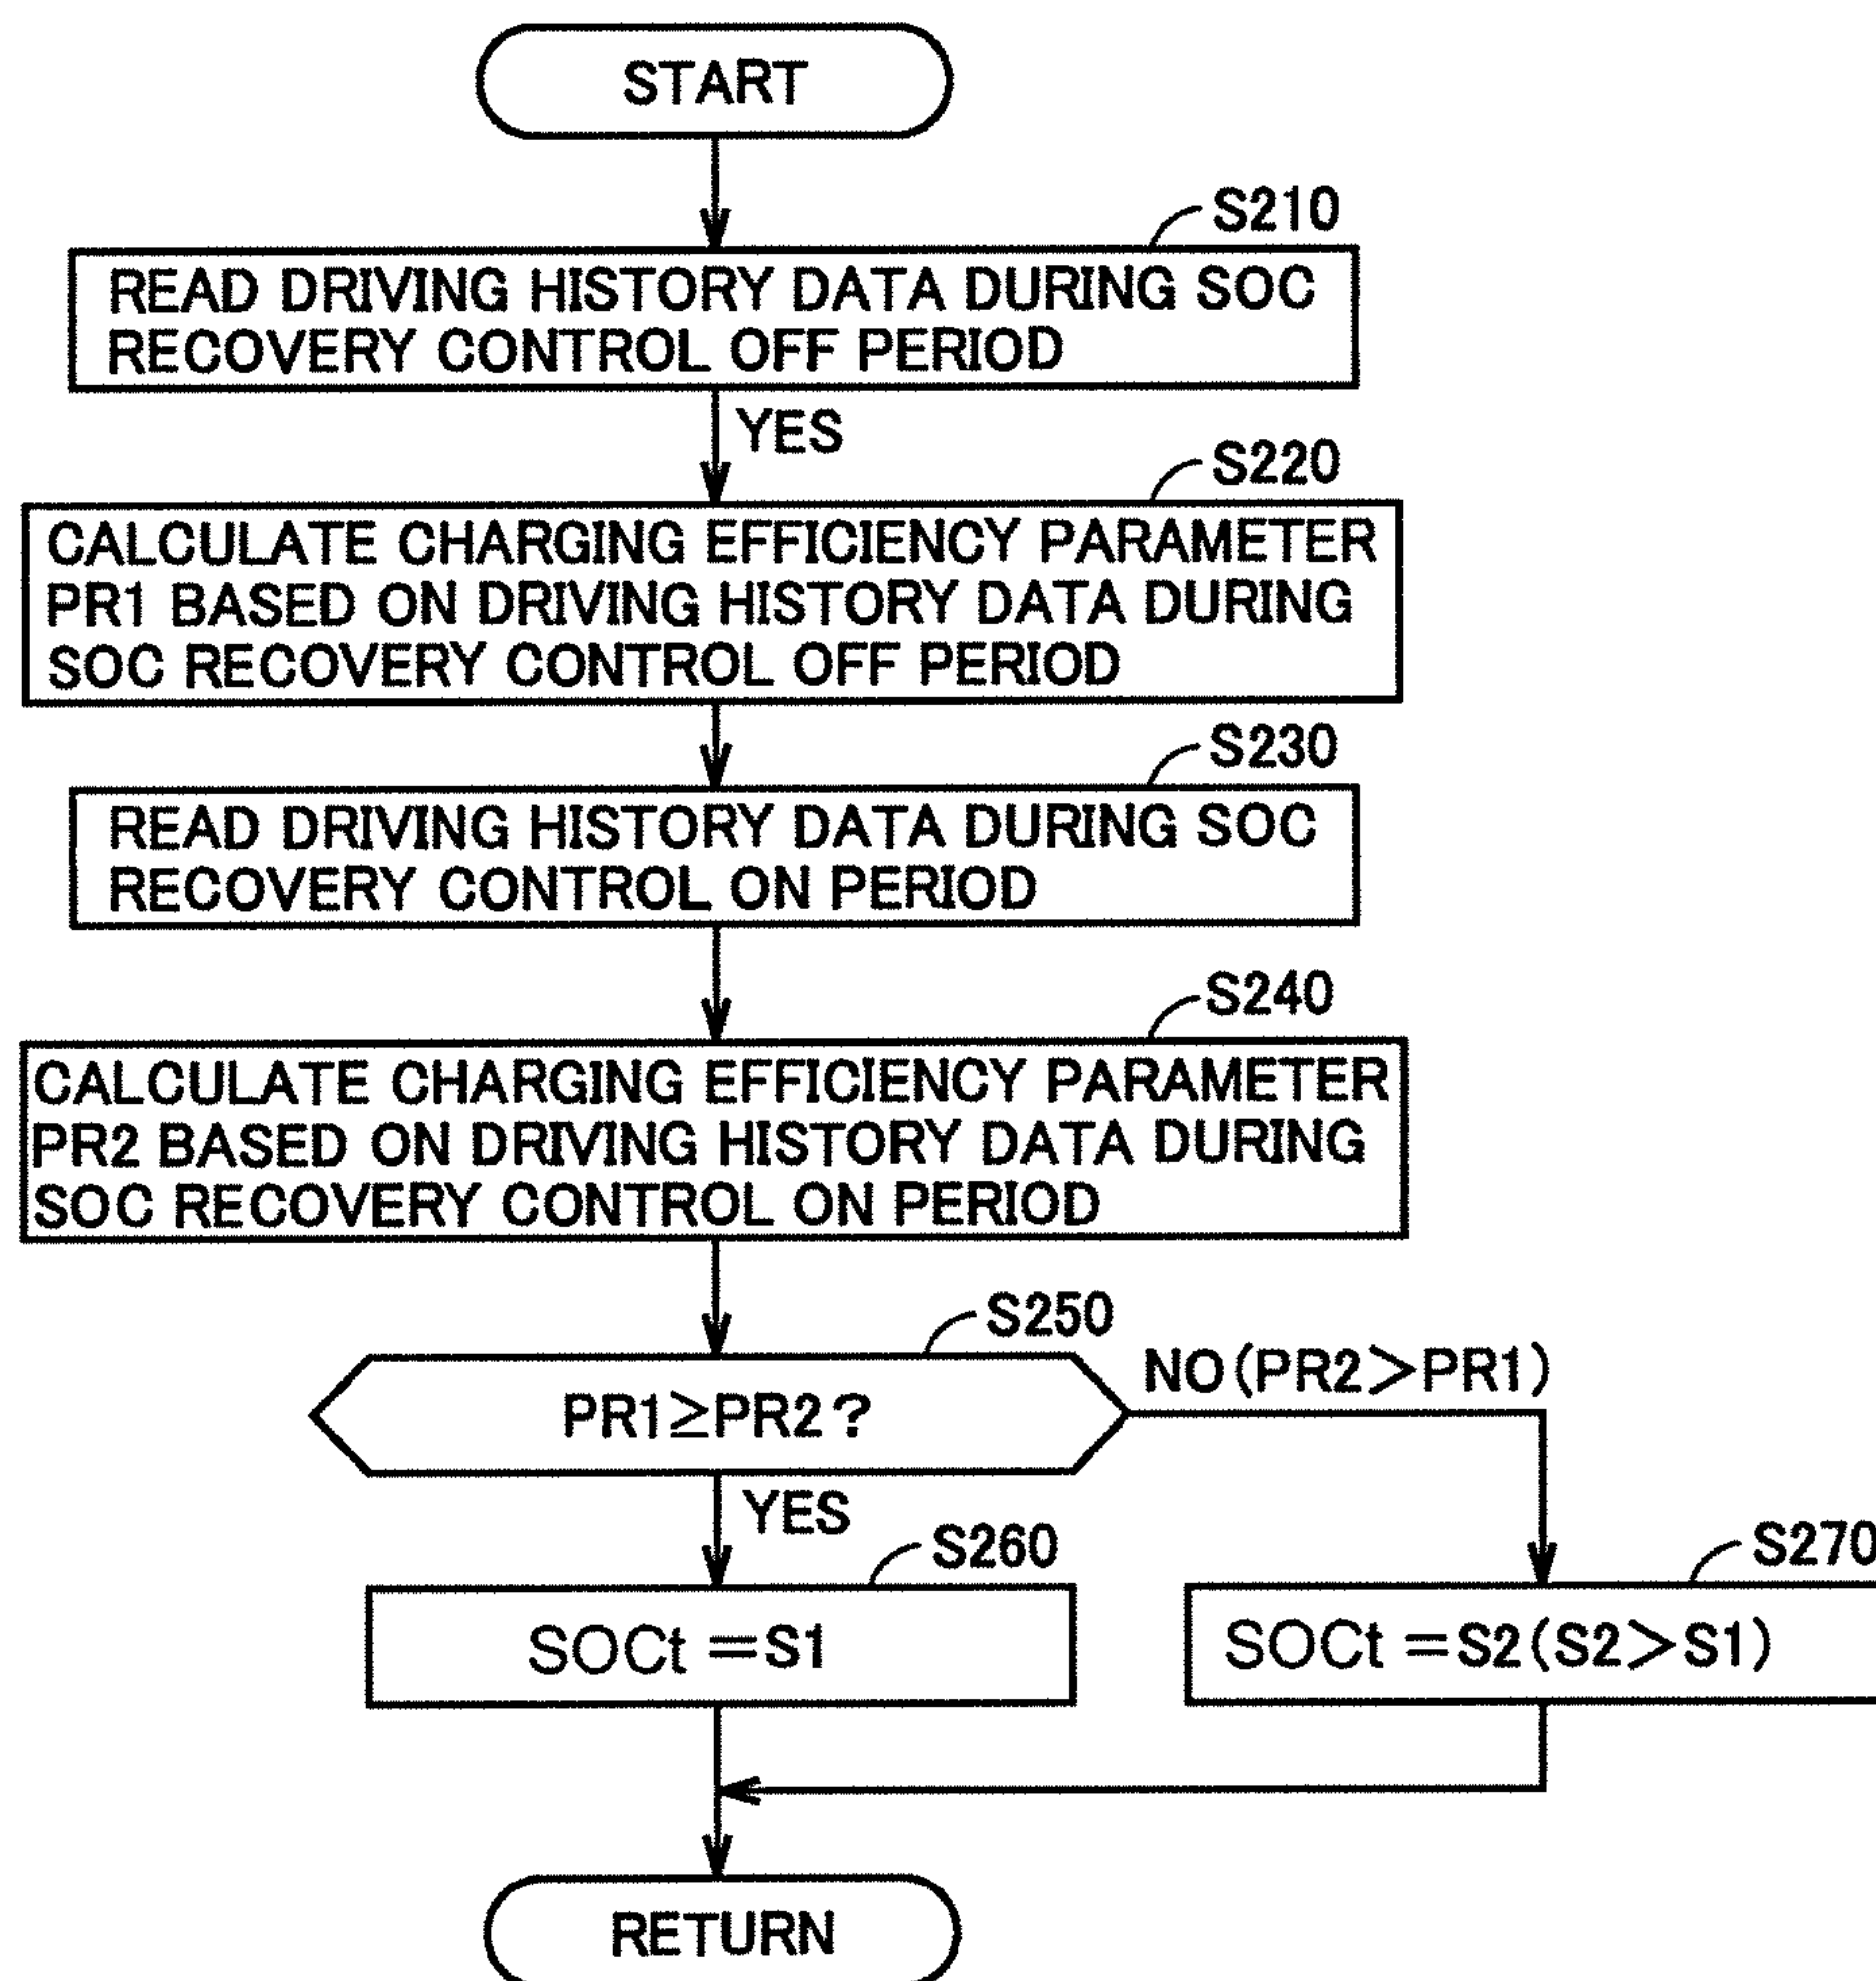 START
S210
READ DRIVING HISTORY DATA DURING SOC
RECOVERY CONTROL OFF PERIOD
YES
S220
CALCULATE CHARGING EFFICIENCY PARAMETER
PR1 BASED ON DRIVING HISTORY DATA DURING
SOC RECOVERY CONTROL OFF PERIOD
S230
READ DRIVING HISTORY DATA DURING SOC
RECOVERY CONTROL ON PERIOD
S240
CALCULATE CHARGING EFFICIENCY PARAMETER
PR2 BASED ON DRIVING HISTORY DATA DURING
SOC RECOVERY CONTROL ON PERIOD
S250
PR1≧PR2?
NO(PR2>PR1)
YES
S260
SOCt =S1
S270
SOCt =S2(S2>S1)
RETURN